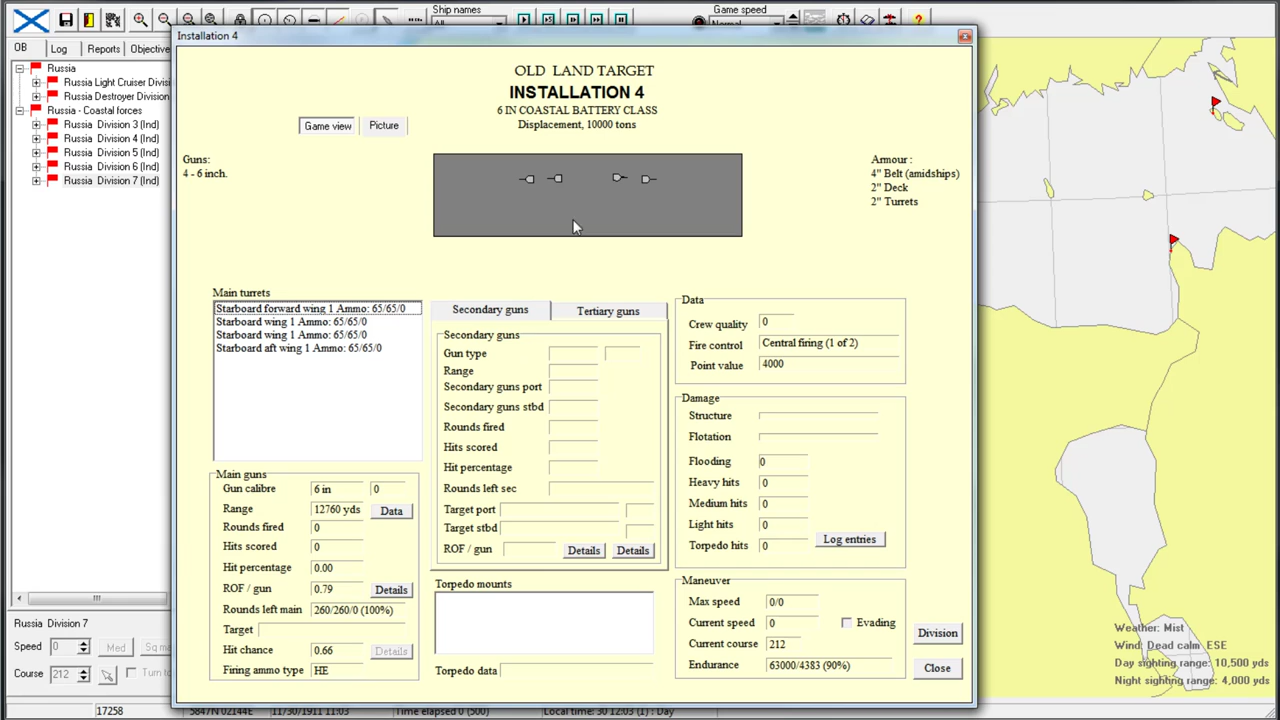 Ship names
Game speed
All
Normal
Installation 4
OB
Log
Reports
Objective
Russia
Russia Light Cruiser Divisi
Russia Destroyer Division
Russia - Coastal forces
Russia Division 3 (Ind)
Russia Division 4 (Ind)
Russia Division 5 (Ind)
Russia Division 6 (Ind)
Russia Division 7 (Ind)
OLD LAND TARGET
INSTALLATION 4
6 IN COASTAL BATTERY CLASS
Displacement, 10000 tons
Game view
Picture
Guns:
4 - 6 inch.
Armour :
4" Belt (amidships)
2" Deck
2" Turrets
Main turrets
Starboard forward wing 1 Ammo: 65/65/0
Starboard wing 1 Ammo: 65/65/0
Starboard wing 1 Ammo: 65/65/0
Starboard aft wing 1 Ammo: 65/65/0
Main guns
Gun calibre 6 in 0
Range 12760 yds Data
Rounds fired 0
Hits scored 0
Hit percentage 0.00
ROF / gun 0.79 Details
Rounds left main 260/260/0 (100%)
Target
Hit chance 0.66 Details
Firing ammo type HE
Secondary guns Tertiary guns
Secondary guns
Gun type
Range
Secondary guns port
Secondary guns stbd
Rounds fired
Hits scored
Hit percentage
Rounds left sec
Target port
Target stbd
ROF / gun Details Details
Torpedo mounts
Torpedo data
Data
Crew quality 0
Fire control Central firing (1 of 2)
Point value 4000
Damage
Structure
Flotation
Flooding 0
Heavy hits 0
Medium hits 0
Light hits 0
Torpedo hits 0
Log entries
Maneuver
Max speed 0/0
Current speed 0 Evading
Current course 212
Endurance 63000/4383 (90%)
Division
Close
Russia Division 7
Speed 0 Med Sq ma
Course 212 Turn to
17258 5847N 02144E 11/30/1911 11:03 Time elapsed 0 (500) Local time: 30 12:03 (1) : Day
Weather: Mist
Wind: Dead calm ESE
Day sighting range: 10,500 yds
Night sighting range: 4,000 yds